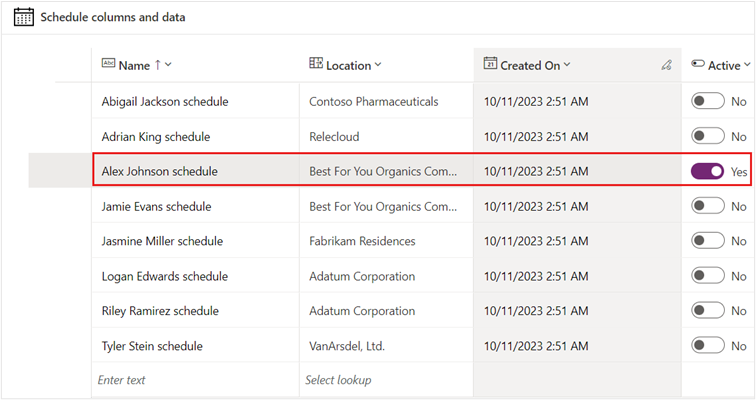 Schedule columns and data
Abc Name ↑ Location 21 Created On Active
Abigail Jackson schedule Contoso Pharmaceuticals 10/11/2023 2:51 AM No
Adrian King schedule Relecloud 10/11/2023 2:51 AM No
Alex Johnson schedule Best For You Organics Com... 10/11/2023 2:51 AM Yes
Jamie Evans schedule Best For You Organics Com... 10/11/2023 2:51 AM No
Jasmine Miller schedule Fabrikam Residences 10/11/2023 2:51 AM No
Logan Edwards schedule Adatum Corporation 10/11/2023 2:51 AM No
Riley Ramirez schedule Adatum Corporation 10/11/2023 2:51 AM No
Tyler Stein schedule VanArsdel, Ltd. 10/11/2023 2:51 AM No
Enter text Select lookup